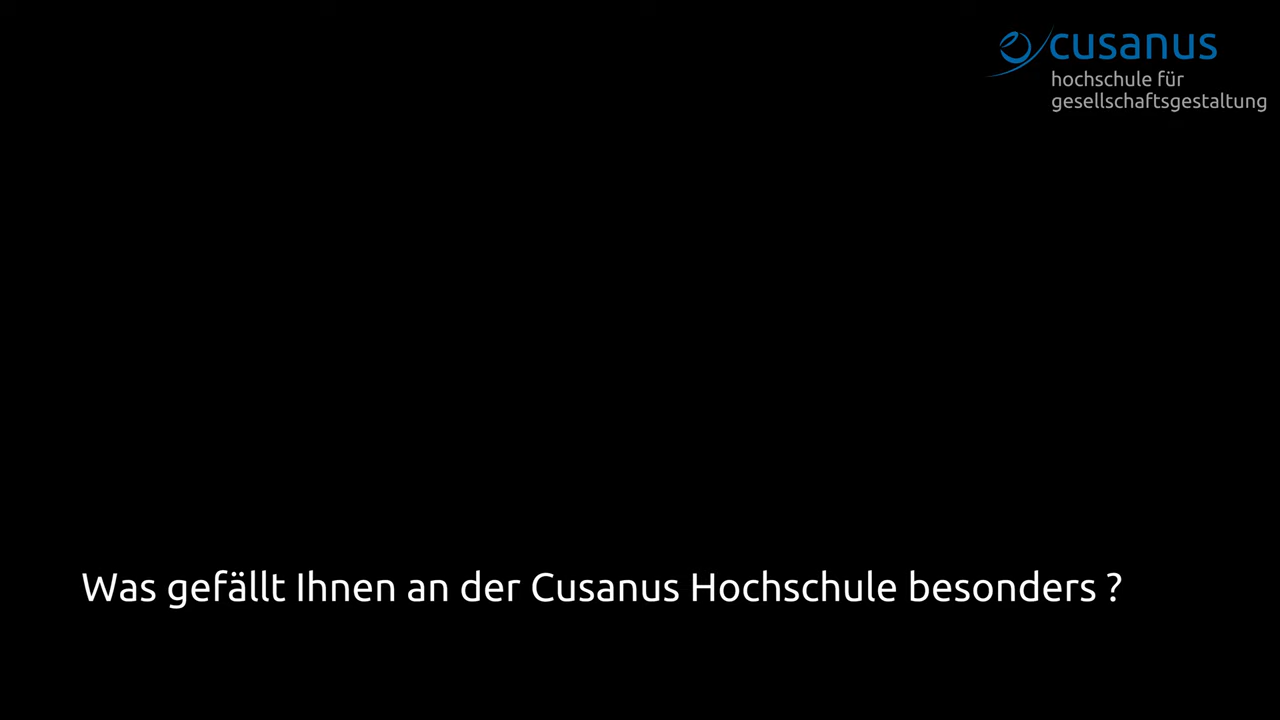 cusanus
hochschule für
gesellschaftsgestaltung
Was gefällt Ihnen an der Cusanus Hochschule besonders ?